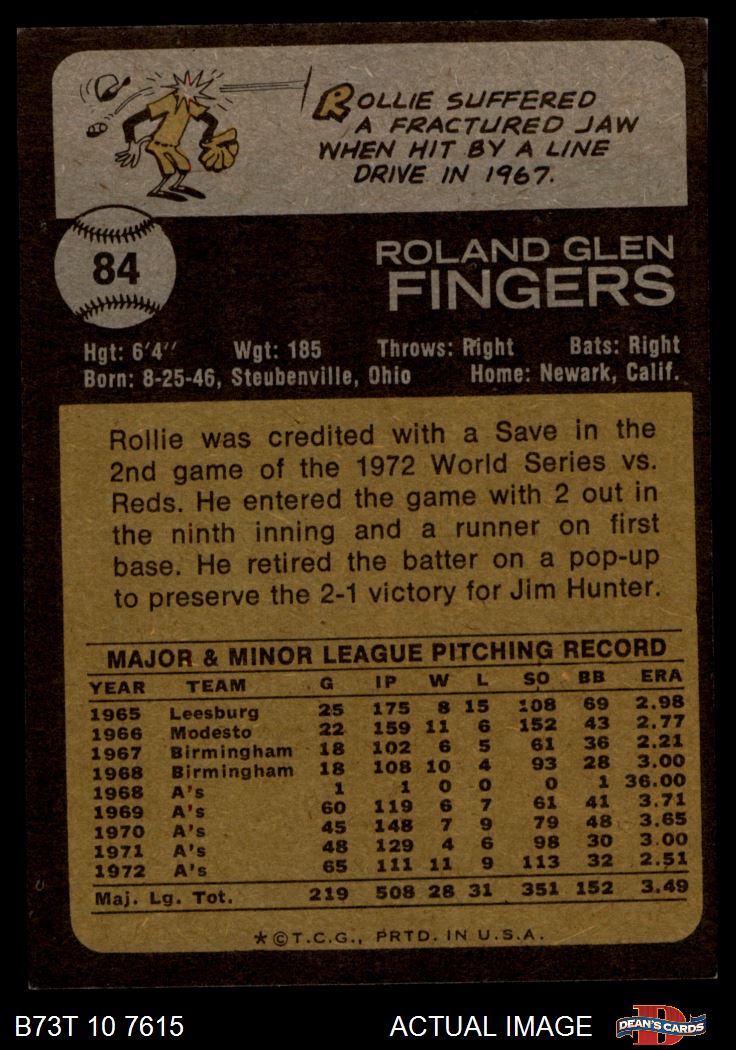 ROLLIE SUFFERED
A FRACTURED JAW
WHEN HIT BY A LINE
DRIVE IN 1967.
84
ROLAND GLEN
FINGERS
Hgt: 6'4" Wgt: 185 Throws: Right Bats: Right
Born: 8-25-46, Steubenville, Ohio Home: Newark, Calif.
Rollie was credited with a Save in the
2nd game of the 1972 World Series vs.
Reds. He entered the game with 2 out in
the ninth inning and a runner on first
base. He retired the batter on a pop-up
to preserve the 2-1 victory for Jim Hunter.
MAJOR & MINOR LEAGUE PITCHING RECORD
YEAR TEAM G IP W L SO BB ERA
1965 Leesburg 25 175 8 15 108 69 2.98
1966 Modesto 22 159 11 6 152 43 2.77
1967 Birmingham 18 102 6 5 61 36 2.21
1968 Birmingham 18 108 10 4 93 28 3.00
1968 A's 1 1 0 0 0 1 36.00
1969 A's 60 119 6 7 61 41 3.71
1970 A's 45 148 7 9 79 48 3.65
1971 A's 48 129 4 6 98 30 3.00
1972 A's 65 111 11 9 113 32 2.51
Maj. Lg. Tot. 219 508 28 31 351 152 3.49
*©T.C.G., PRTD. IN U.S.A.
B73T 10 7615 ACTUAL IMAGE D DEAN'S CARDS